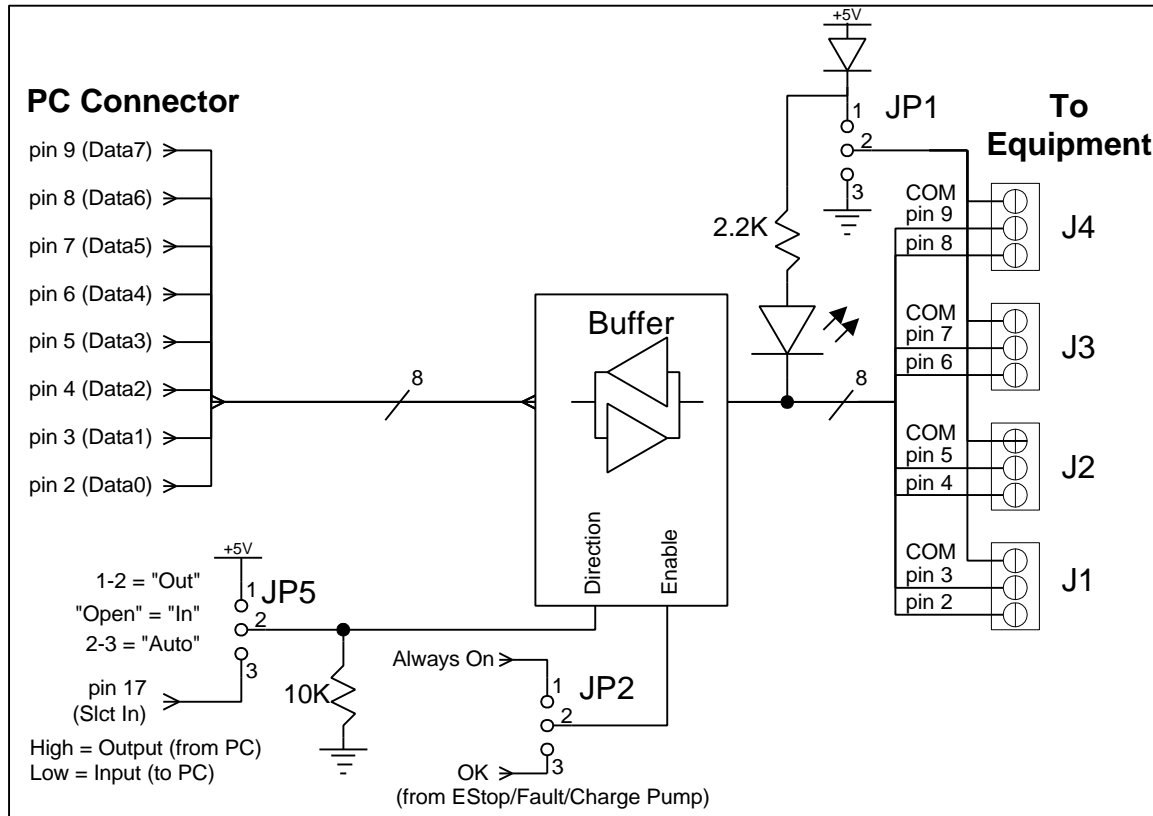 +5V
PC Connector
JP1
To
Equipment
1
2
3
pin 9 (Data7)
pin 8 (Data6)
pin 7 (Data5)
pin 6 (Data4)
pin 5 (Data3)
pin 4 (Data2)
pin 3 (Data1)
pin 2 (Data0)
2.2K
COM
pin 9
pin 8
J4
COM
pin 7
pin 6
J3
COM
pin 5
pin 4
J2
COM
pin 3
pin 2
J1
8
Buffer
8
Direction
Enable
+5V
1-2 = "Out"
"Open" = "In"
2-3 = "Auto"
1
JP5
2
3
pin 17
(Slct In)
10K
High = Output (from PC)
Low = Input (to PC)
Always On
1
JP2
2
3
OK
(from EStop/Fault/Charge Pump)